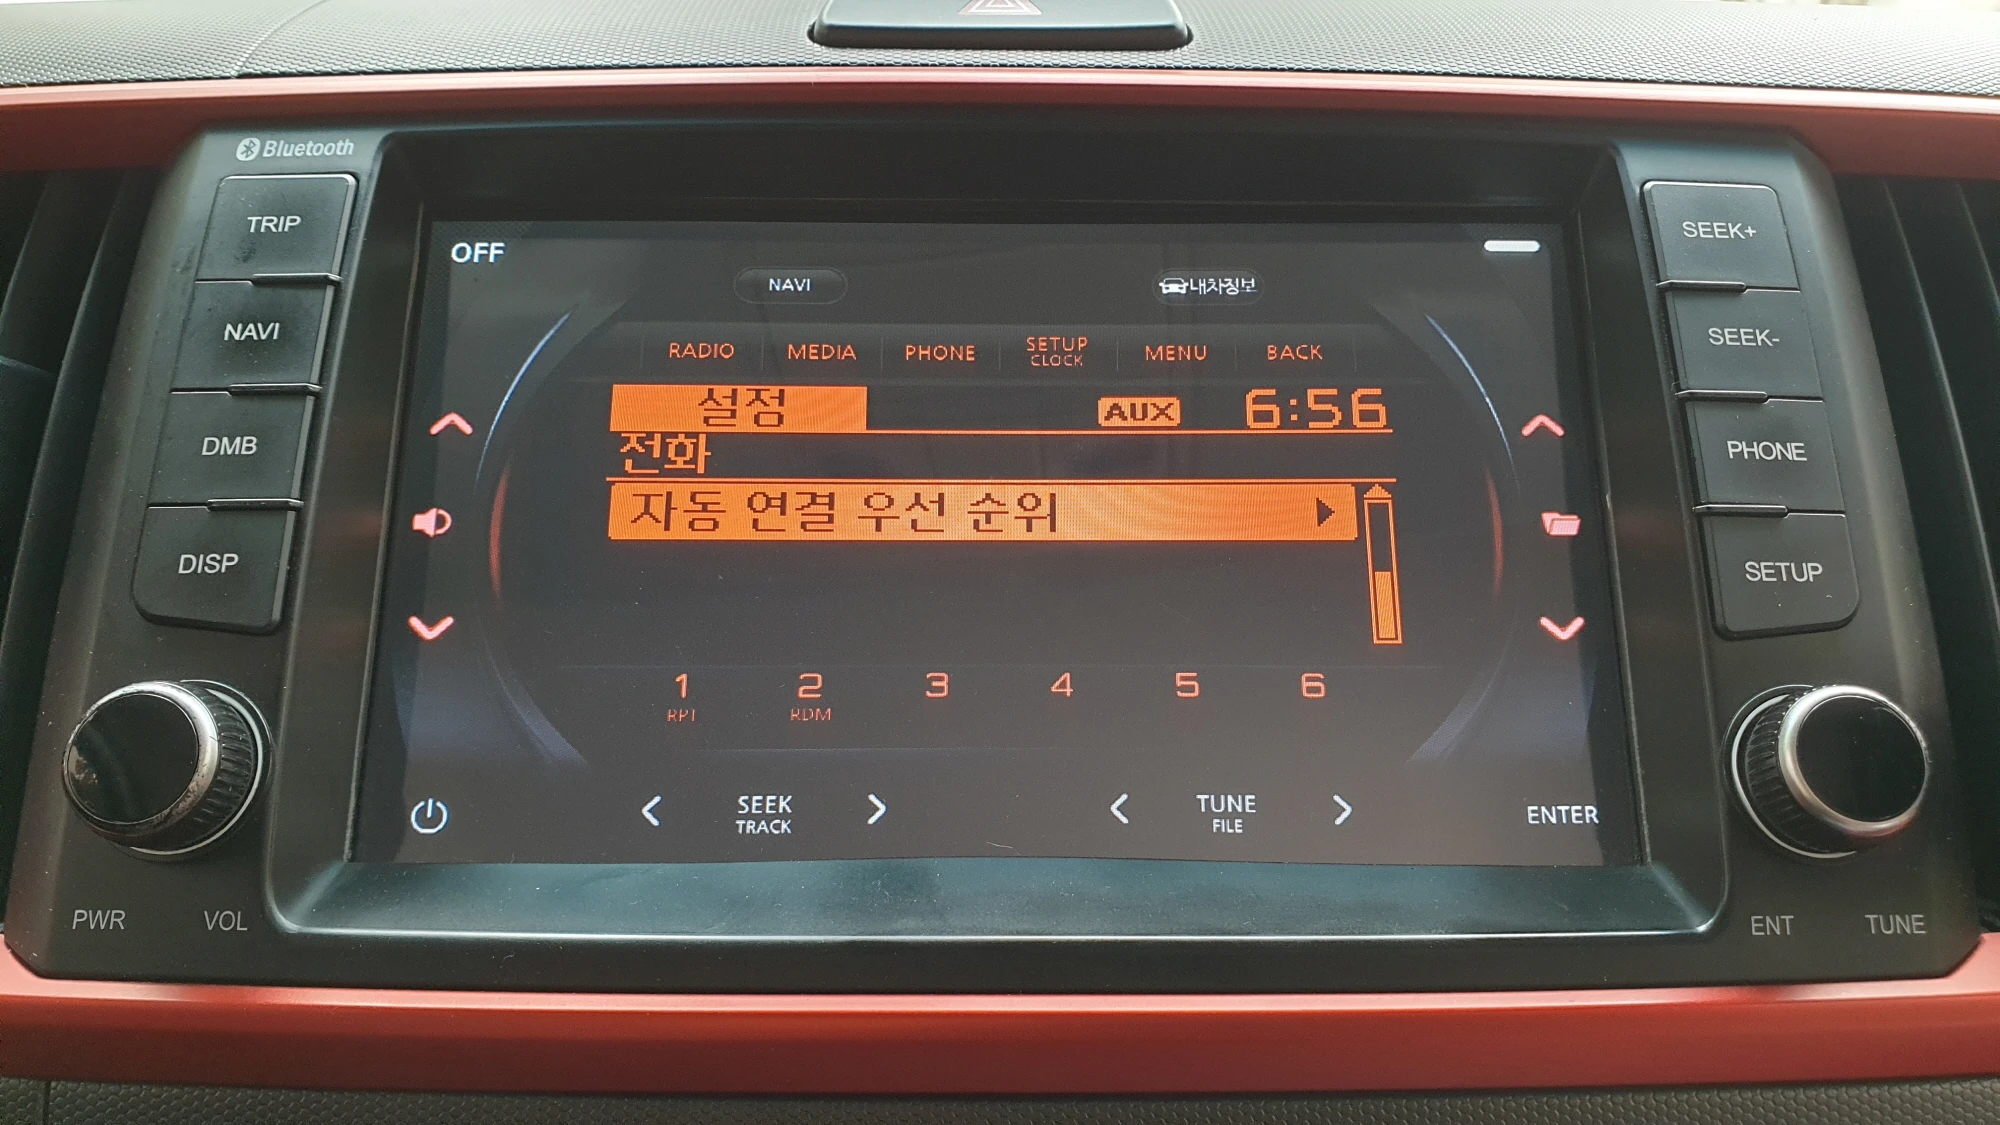 Bluetooth
TRIP
NAVI
DMB
DISP
PWR
VOL
OFF
NAVI
내차정보
RADIO
MEDIA
PHONE
SETUP
CLOCK
MENU
BACK
설정
AUX
6:56
전화
자동 연결 우선 순위
1
RPT
2
RDM
3
4
5
6
SEEK
TRACK
TUNE
FILE
ENTER
SEEK+
SEEK-
PHONE
SETUP
ENT
TUNE